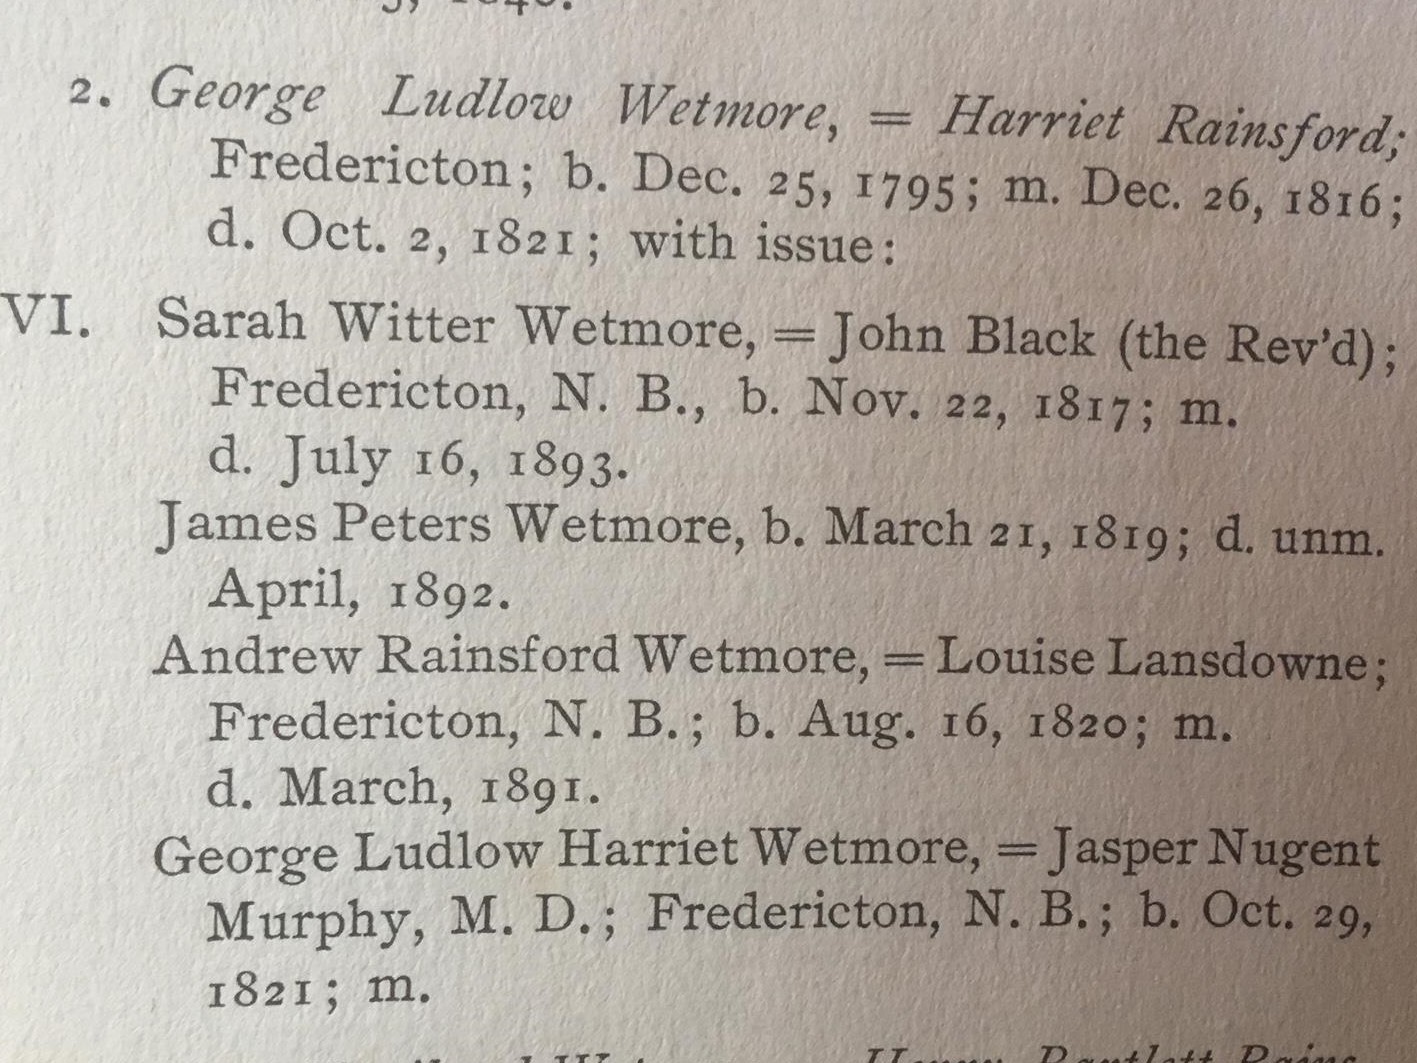 2. George Ludlow Wetmore, = Harriet Rainsford;
Fredericton; b. Dec. 25, 1795; m. Dec. 26, 1816;
d. Oct. 2, 1821; with issue:
VI. Sarah Witter Wetmore, = John Black (the Rev'd);
Fredericton, N. B., b. Nov. 22, 1817; m.
d. July 16, 1893.
James Peters Wetmore, b. March 21, 1819; d. unm.
April, 1892.
Andrew Rainsford Wetmore, = Louise Lansdowne;
Fredericton, N. B.; b. Aug. 16, 1820; m.
d. March, 1891.
George Ludlow Harriet Wetmore, = Jasper Nugent
Murphy, M. D.; Fredericton, N. B.; b. Oct. 29,
1821; m.